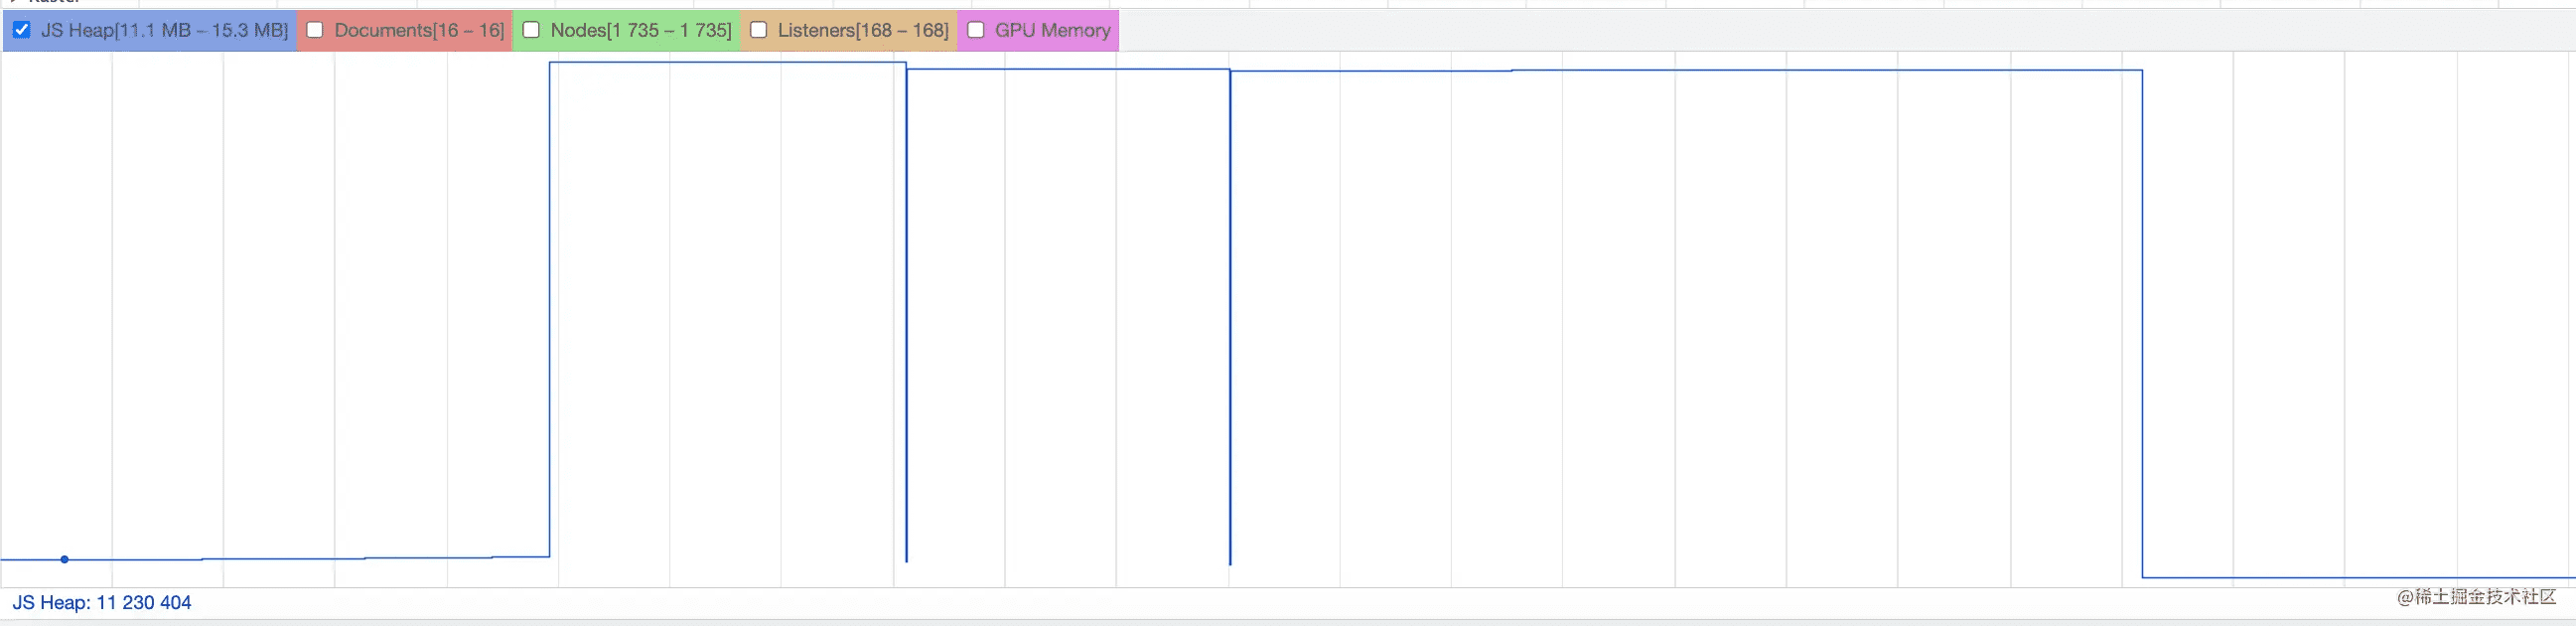 Raster
JS Heap[11.1 MB – 15.3 MB] Documents[16 – 16] Nodes[1 735 – 1 735] Listeners[168 – 168] GPU Memory
JS Heap: 11 230 404
@稀土掘金技术社区